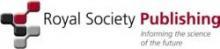 Royal Society Publishing
Informing the science
of the future